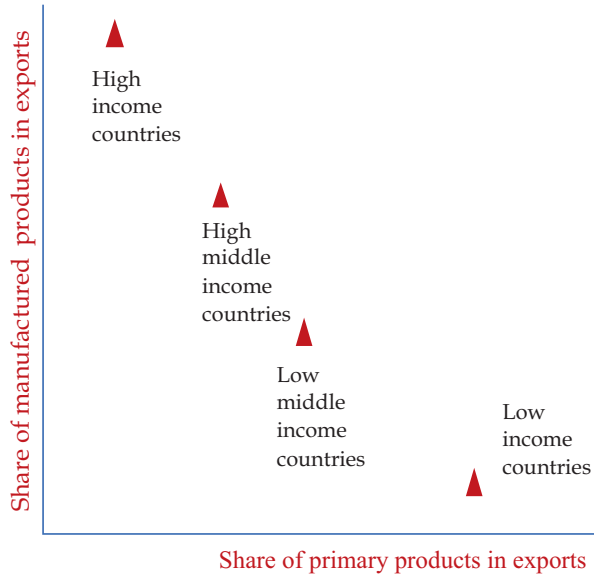 Share of manufactured products in exports
High
income
countries
High
middle
income
countries
Low
middle
income
countries
Low
income
countries
Share of primary products in exports